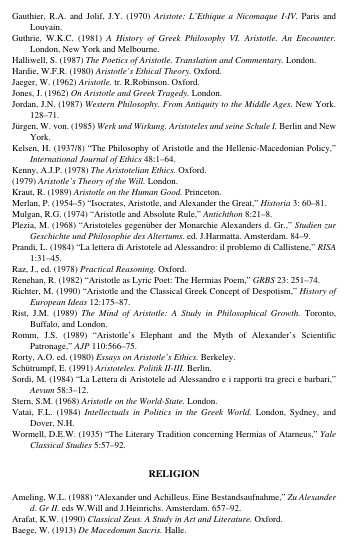 Gauthier, R.A. and Jolif, J.Y. (1970) Aristote: L'Ethique a Nicomaque I-IV. Paris and
Louvain.
Guthrie, W.K.C. (1981) A History of Greek Philosophy VI. Aristotle. An Encounter.
London, New York and Melbourne.
Halliwell, S. (1987) The Poetics of Aristotle. Translation and Commentary. London.
Hardie, W.F.R. (1980) Aristotle's Ethical Theory. Oxford.
Jaeger, W. (1962) Aristotle. tr. R.Robinson. Oxford.
Jones, J. (1962) On Aristotle and Greek Tragedy. London.
Jordan, J.N. (1987) Western Philosophy. From Antiquity to the Middle Ages. New York.
128–71.
Jürgen, W. von. (1985) Werk und Wirkung. Aristoteles und seine Schule I. Berlin and New
York.
Kelsen, H. (1937/8) "The Philosophy of Aristotle and the Hellenic-Macedonian Policy,"
International Journal of Ethics 48:1–64.
Kenny, A.J.P. (1978) The Aristotelian Ethics. Oxford.
(1979) Aristotle's Theory of the Will. London.
Kraut, R. (1989) Aristotle on the Human Good. Princeton.
Merlan, P. (1954–5) "Isocrates, Aristotle, and Alexander the Great," Historia 3: 60–81.
Mulgan, R.G. (1974) "Aristotle and Absolute Rule," Antichthon 8:21–8.
Plezia, M. (1968) "Aristoteles gegenüber der Monarchie Alexanders d. Gr.," Studien zur
Geschichte und Philosophie des Altertums. ed. J.Harmatta. Amsterdam. 84–9.
Prandi, L. (1984) "La lettera di Aristotele ad Alessandro: il problemo di Callistene," RISA
1:31–45.
Raz, J., ed. (1978) Practical Reasoning. Oxford.
Renehan, R. (1982) "Aristotle as Lyric Poet: The Hermias Poem," GRBS 23: 251–74.
Richter, M. (1990) "Aristotle and the Classical Greek Concept of Despotism," History of
European Ideas 12:175–87.
Rist, J.M. (1989) The Mind of Aristotle: A Study in Philosophical Growth. Toronto,
Buffalo, and London.
Romm, J.S. (1989) "Aristotle's Elephant and the Myth of Alexander's Scientific
Patronage," AJP 110:566–75.
Rorty, A.O. ed. (1980) Essays on Aristotle's Ethics. Berkeley.
Schütrumpf, E. (1991) Aristoteles. Politik II-III. Berlin.
Sordi, M. (1984) "La Lettera di Aristotele ad Alessandro e i rapporti tra greci e barbari,"
Aevum 58:3–12.
Stern, S.M. (1968) Aristotle on the World-State. London.
Vatai, F.L. (1984) Intellectuals in Politics in the Greek World. London, Sydney, and
Dover, N.H.
Wormell, D.E.W. (1935) "The Literary Tradition concerning Hermias of Atarneus," Yale
Classical Studies 5:57–92.
RELIGION
Ameling, W.L. (1988) "Alexander und Achilleus. Eine Bestandsaufnahme," Zu Alexander
d. Gr II. eds W.Will and J.Heinrichs. Amsterdam. 657–92.
Arafat, K.W. (1990) Classical Zeus. A Study in Art and Literature. Oxford.
Baege, W. (1913) De Macedonum Sacris. Halle.